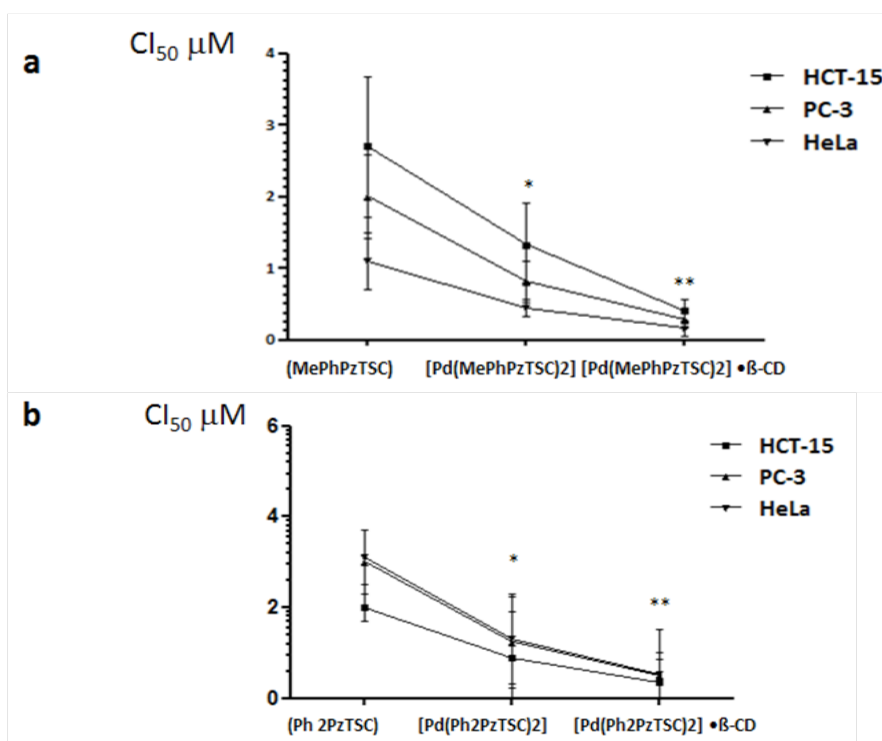 a
CI50 μM
4
3
2
1
0
HCT-15
PC-3
HeLa
*
**
(MePhPzTSC) [Pd(MePhPzTSC)2] [Pd(MePhPzTSC)2] •ß-CD
b
CI50 μM
6
4
2
0
HCT-15
PC-3
HeLa
*
**
(Ph 2PzTSC) [Pd(Ph2PzTSC)2] [Pd(Ph2PzTSC)2] •ß-CD